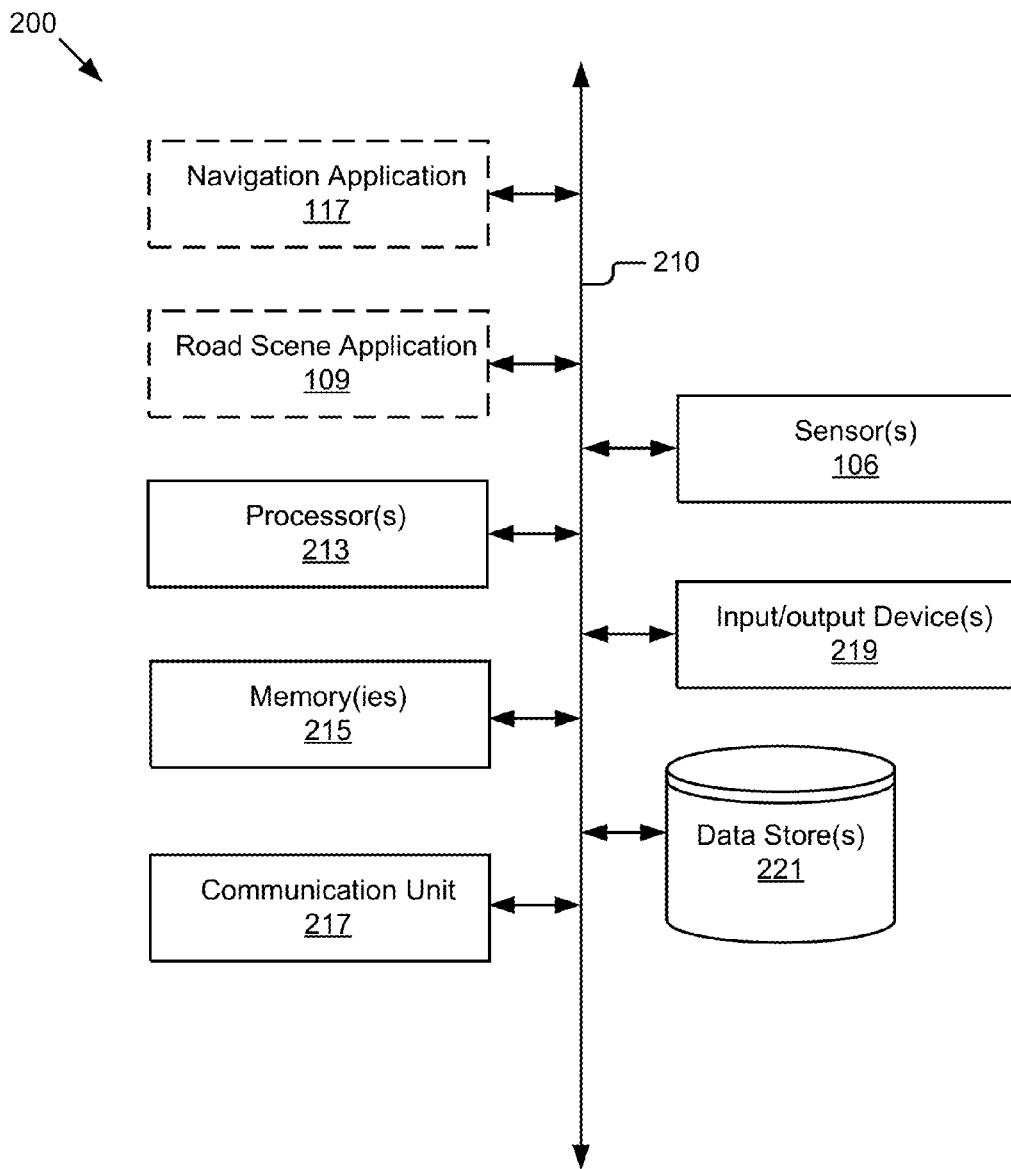 200
Navigation Application
117
210
Road Scene Application
109
Sensor(s)
106
Processor(s)
213
Input/output Device(s)
219
Memory(ies)
215
Data Store(s)
221
Communication Unit
217